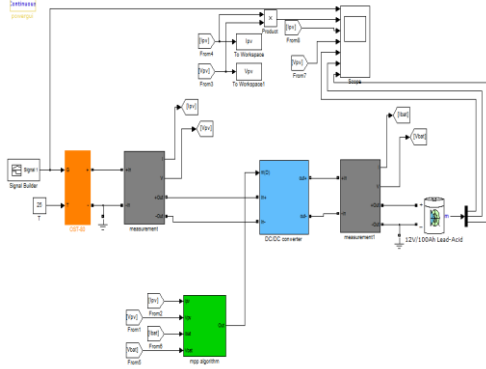 Continuous
powergui
[Ipv]
From4
Product
Ipv
To Workspace
[Ipv]
From6
[Vpv]
From3
Vpv
To Workspace1
[Vpv]
From7
Scope
[Ipv]
[Vpv]
[Ibat]
[Vbat]
Signal 1
Signal Builder
25
T
measurement
DC/DC converter
measurement1
m
12V/100Ah Lead-Acid
[Ipv]
From2
[Vpv]
From1
[Ibat]
[Vbat]
mpp algorithm